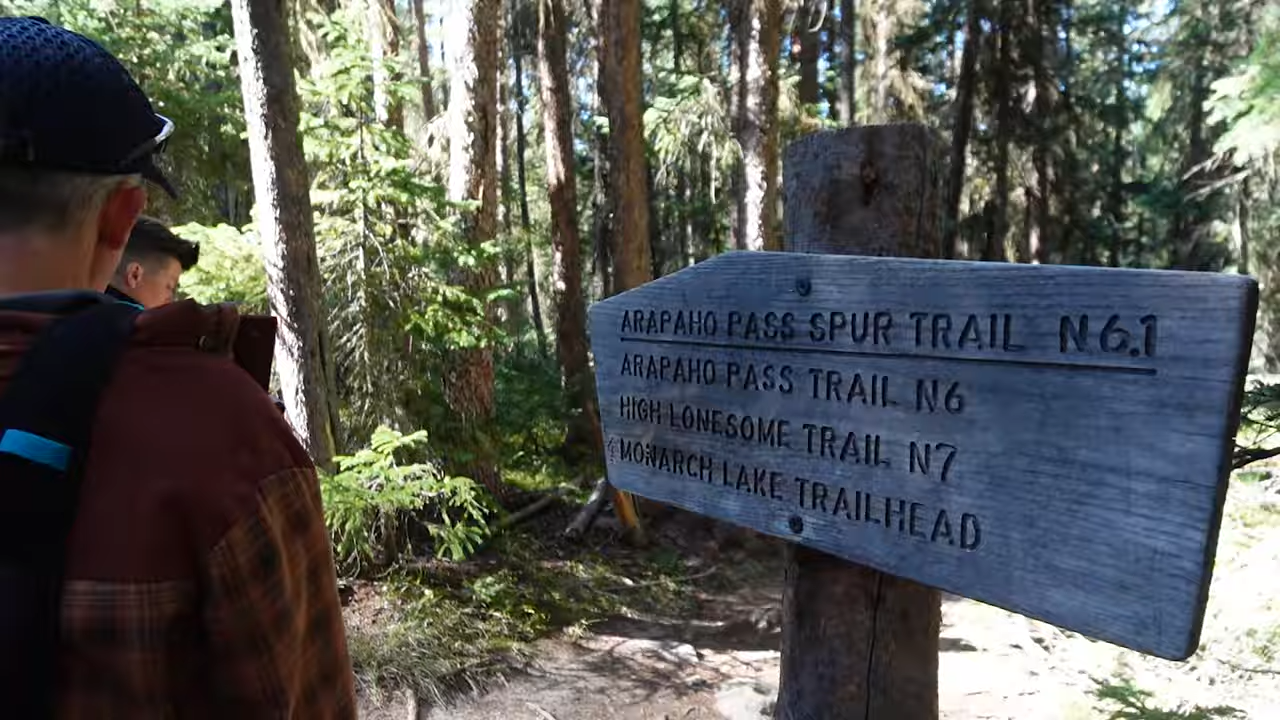 ARAPAHO PASS SPUR TRAIL N6.1
ARAPAHO PASS TRAIL N6
HIGH LONESOME TRAIL N7
MONARCH LAKE TRAILHEAD